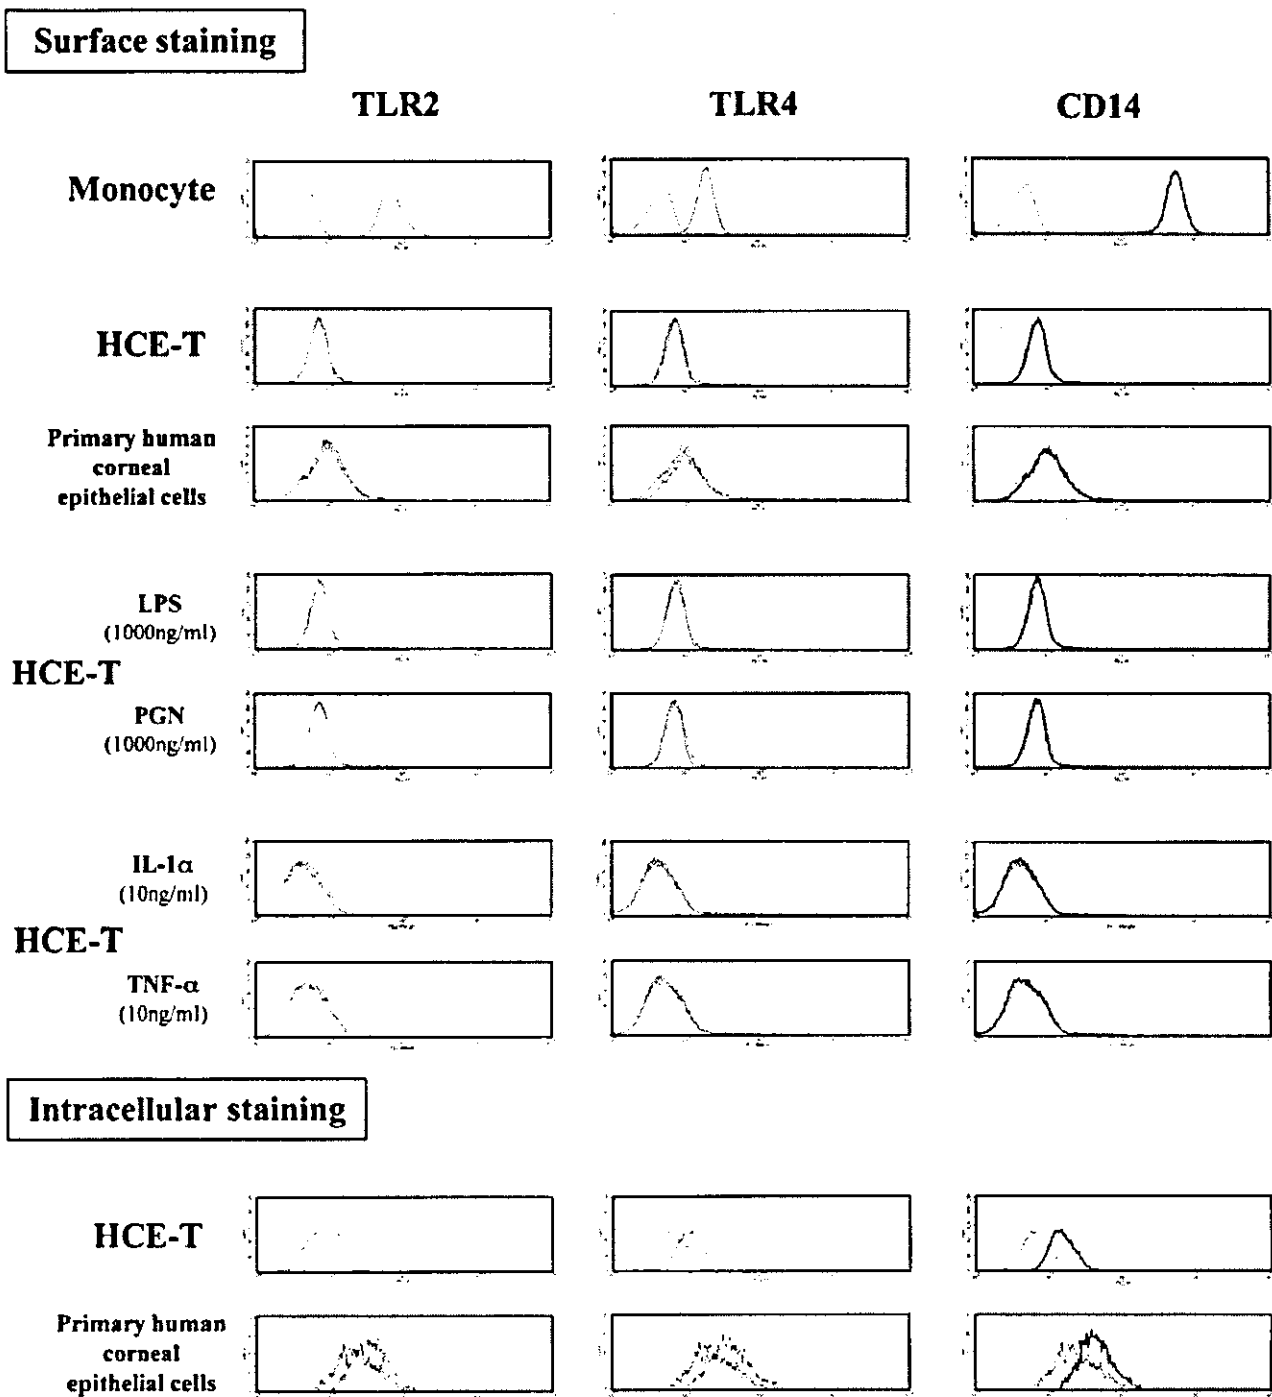 Surface staining
TLR2
TLR4
CD14
Monocyte
HCE-T
Primary human
corneal
epithelial cells
LPS
(1000ng/ml)
HCE-T
PGN
(1000ng/ml)
IL-1α
(10ng/ml)
HCE-T
TNF-α
(10ng/ml)
Intracellular staining
HCE-T
Primary human
corneal
epithelial cells